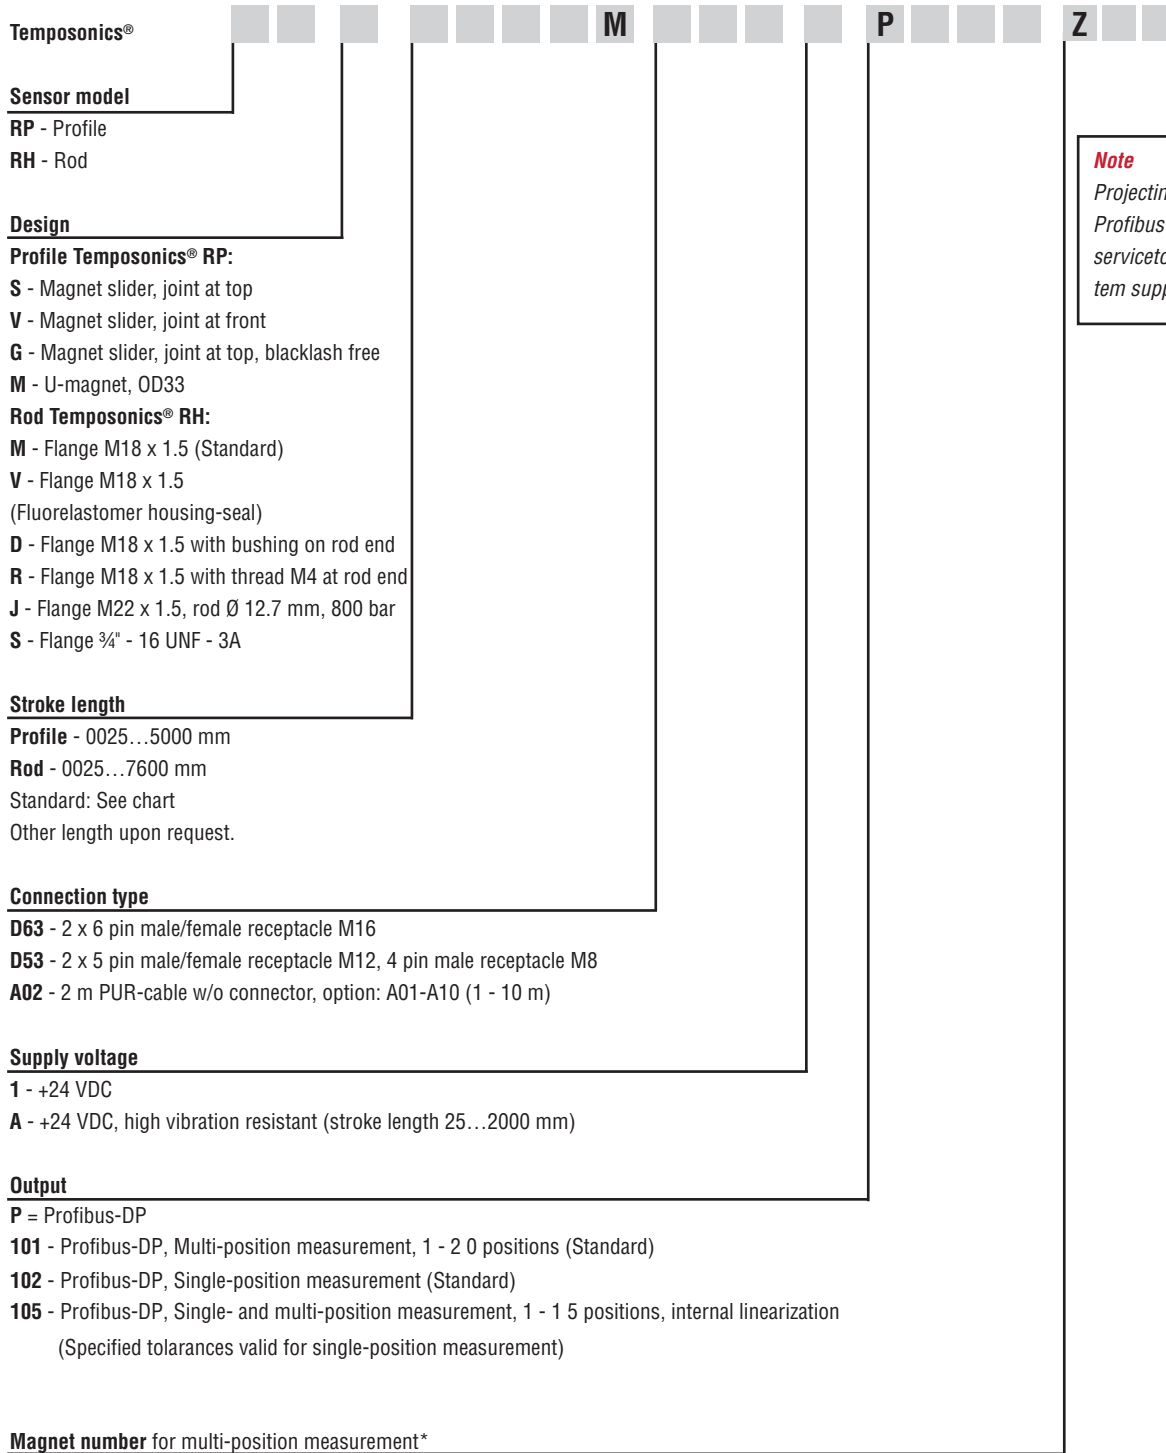 Temposonics® M P Z
Sensor model
RP - Profile
RH - Rod
Note
Projectin
Profibus
serviceto
tem supp
Design
Profile Temposonics® RP:
S - Magnet slider, joint at top
V - Magnet slider, joint at front
G - Magnet slider, joint at top, blacklash free
M - U-magnet, OD33
Rod Temposonics® RH:
M - Flange M18 x 1.5 (Standard)
V - Flange M18 x 1.5
(Fluorelastomer housing-seal)
D - Flange M18 x 1.5 with bushing on rod end
R - Flange M18 x 1.5 with thread M4 at rod end
J - Flange M22 x 1.5, rod Ø 12.7 mm, 800 bar
S - Flange ¾" - 16 UNF - 3A
Stroke length
Profile - 0025…5000 mm
Rod - 0025…7600 mm
Standard: See chart
Other length upon request.
Connection type
D63 - 2 x 6 pin male/female receptacle M16
D53 - 2 x 5 pin male/female receptacle M12, 4 pin male receptacle M8
A02 - 2 m PUR-cable w/o connector, option: A01-A10 (1 - 10 m)
Supply voltage
1 - +24 VDC
A - +24 VDC, high vibration resistant (stroke length 25…2000 mm)
Output
P = Profibus-DP
101 - Profibus-DP, Multi-position measurement, 1 - 2 0 positions (Standard)
102 - Profibus-DP, Single-position measurement (Standard)
105 - Profibus-DP, Single- and multi-position measurement, 1 - 1 5 positions, internal linearization
(Specified tolarances valid for single-position measurement)
Magnet number for multi-position measurement*